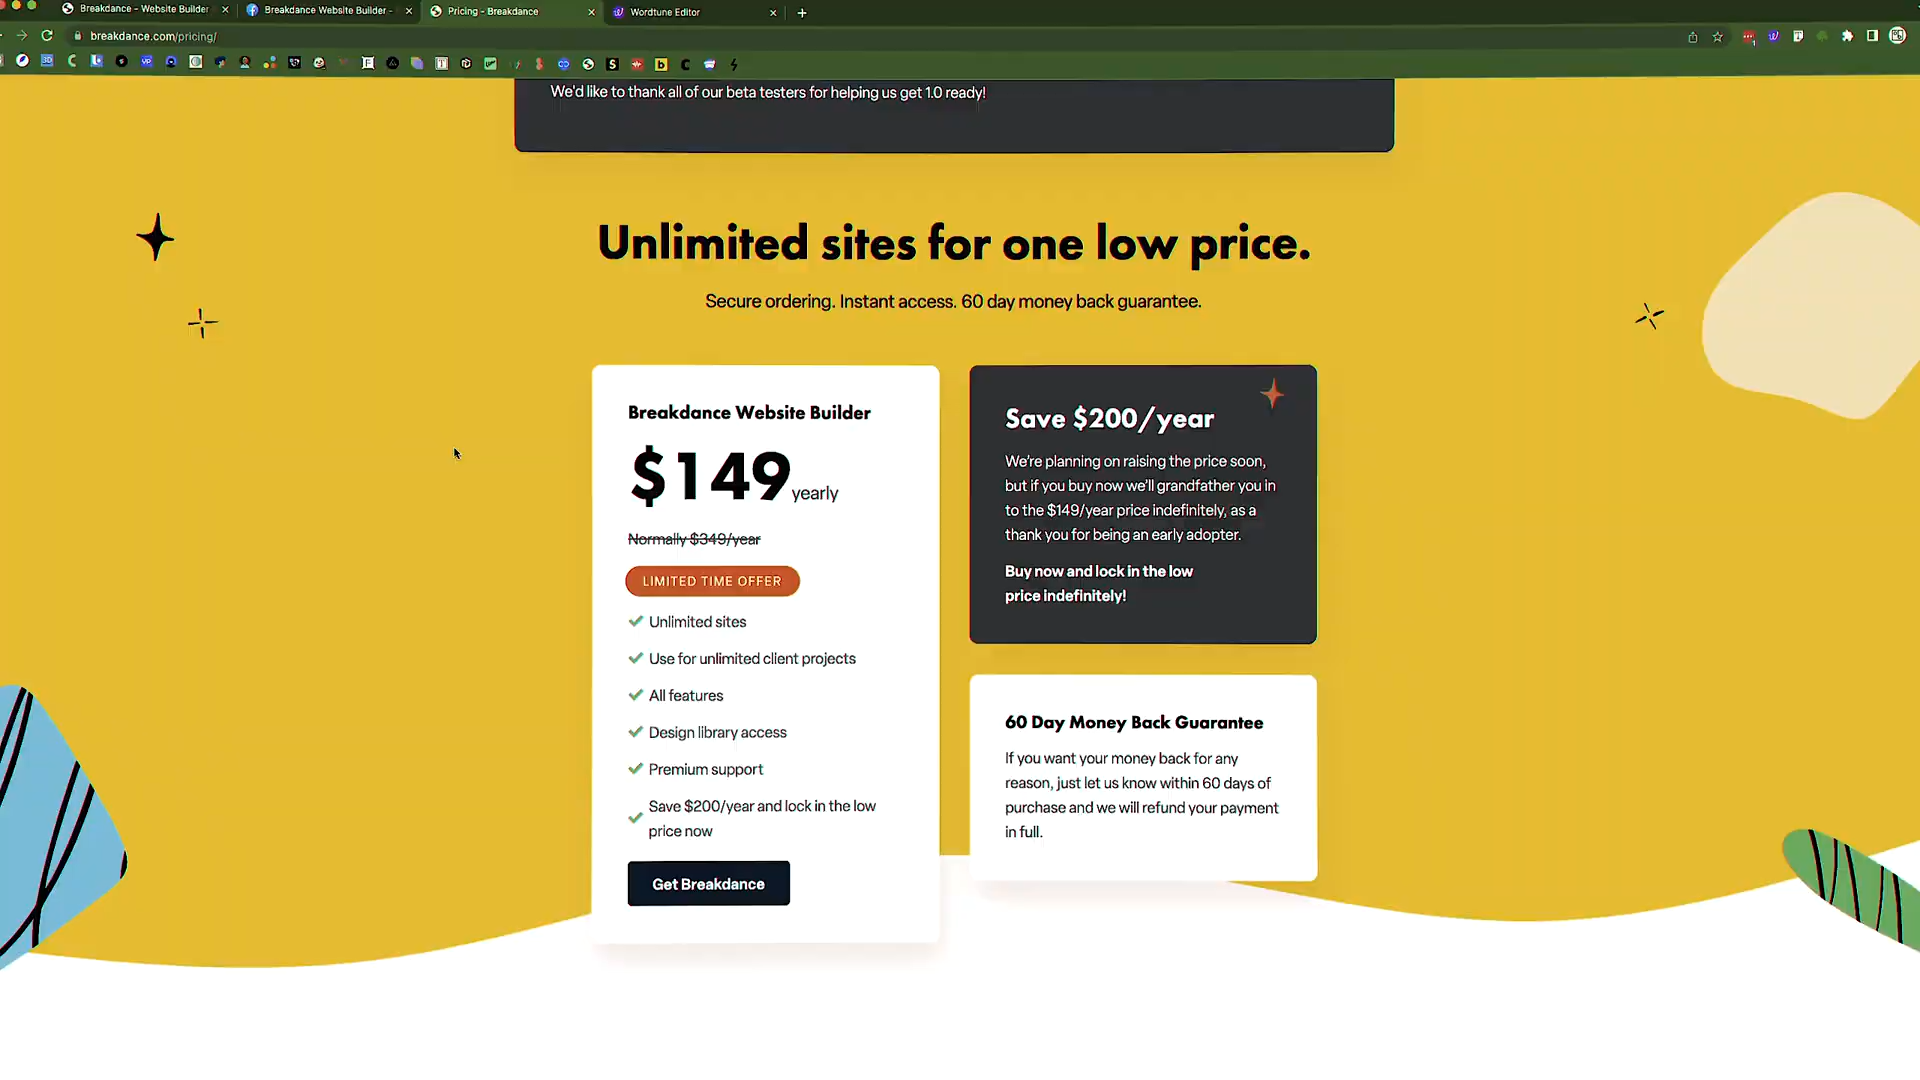 Breakdance - Website Builder
Breakdance Website Builder -
Pricing - Breakdance
Wordtune Editor
breakdance.com/pricing/
We'd like to thank all of our beta testers for helping us get 1.0 ready!
Unlimited sites for one low price.
Secure ordering. Instant access. 60 day money back guarantee.
Breakdance Website Builder
$149 yearly
Normally $349/year
LIMITED TIME OFFER
Unlimited sites
Use for unlimited client projects
All features
Design library access
Premium support
Save $200/year and lock in the low
price now
Get Breakdance
Save $200/year
We're planning on raising the price soon,
but if you buy now we'll grandfather you in
to the $149/year price indefinitely, as a
thank you for being an early adopter.
Buy now and lock in the low
price indefinitely!
60 Day Money Back Guarantee
If you want your money back for any
reason, just let us know within 60 days of
purchase and we will refund your payment
in full.